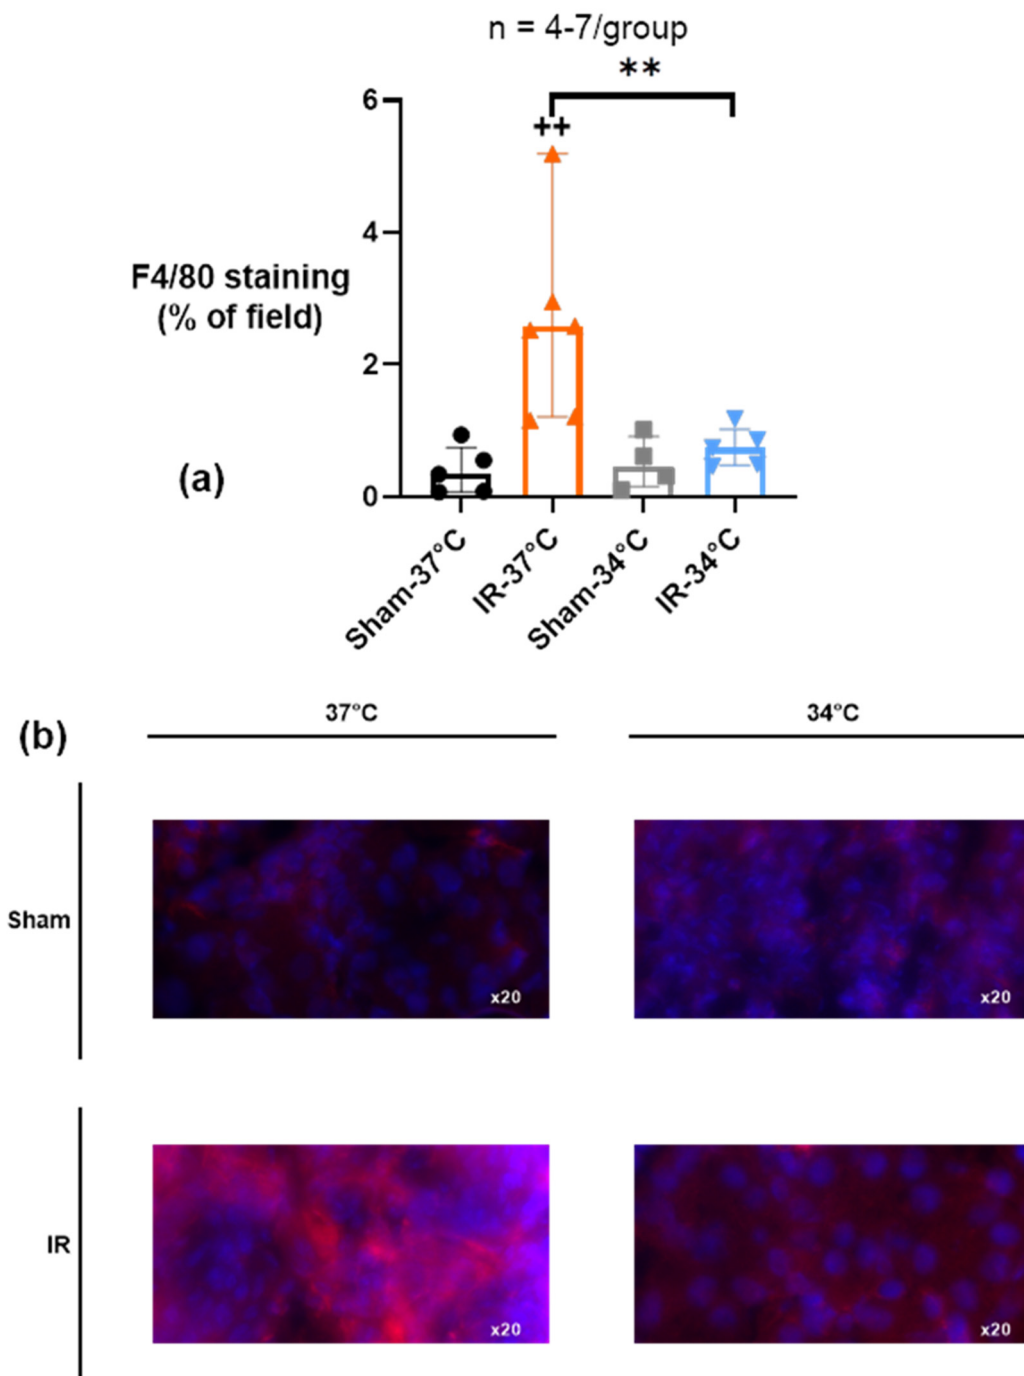 n = 4-7/group
**
6
++
4
F4/80 staining
(% of field)
2
(a)
0
Sham-37°C
IR-37°C
Sham-34°C
IR-34°C
(b)
37°C
34°C
Sham
x20
x20
IR
x20
x20